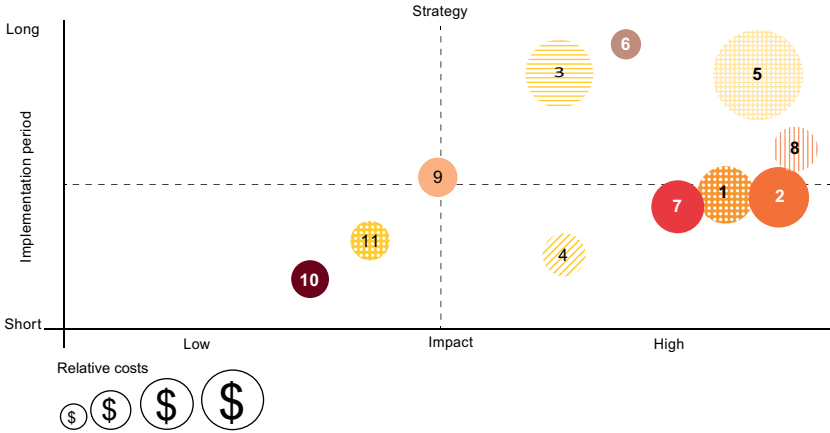 Strategy
Long
6
3
5
8
9
Implementation period
1
2
7
11
4
10
Short
Low
Impact
High
Relative costs
$ $ $ $